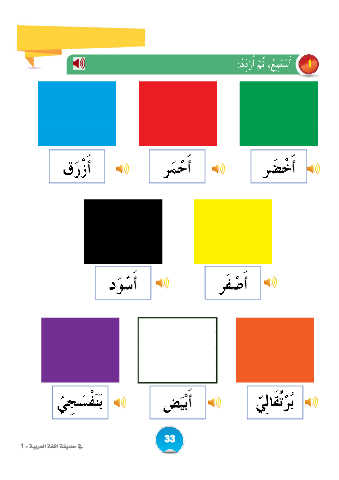 أَسْتَمِعُ، ثُمَّ أُرَدِّدُ:
أَخْضَر
أَحْمَر
أَزْرَق
أَصْفَر
أَسْوَد
بُرْتُقَالِيّ
أَبْيَض
بَنَفْسَجِيّ
33
في حديقة اللغة العربية - 1